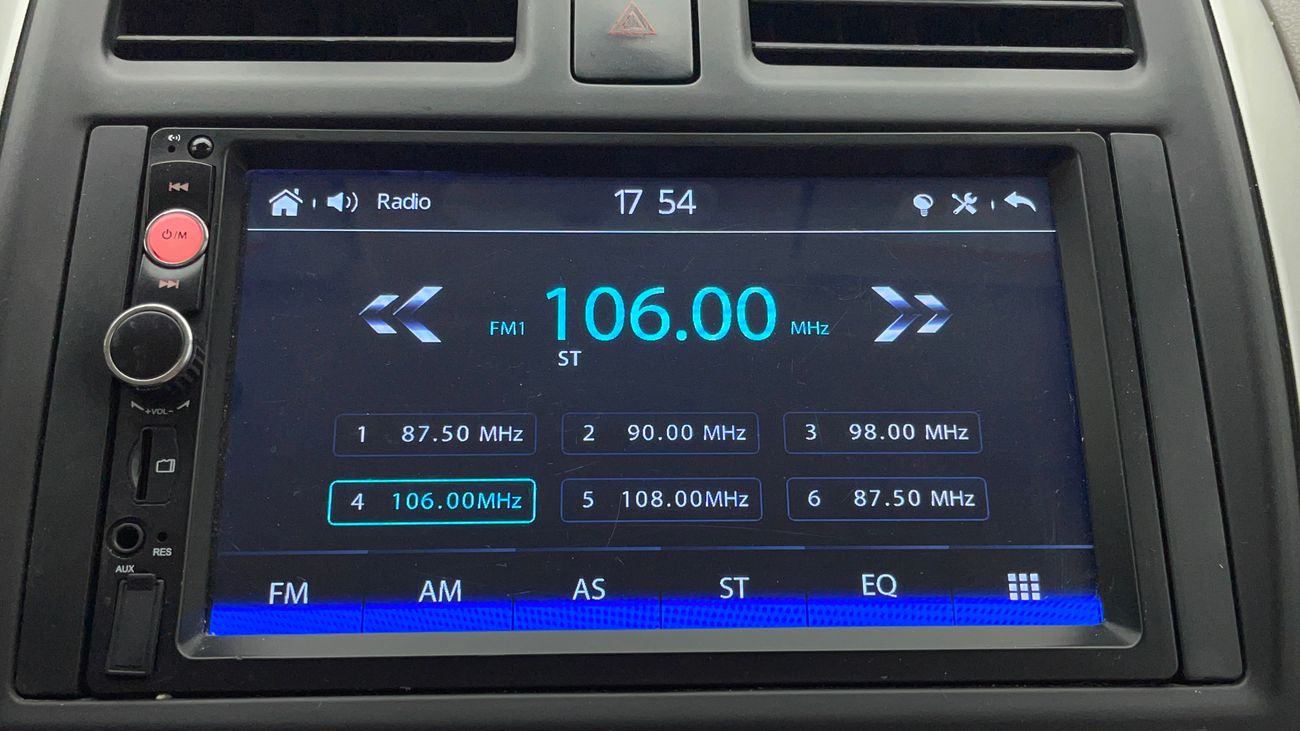 Radio
17 54
FM1
106.00
MHz
ST
1 87.50 MHz
2 90.00 MHz
3 98.00 MHz
4 106.00MHz
5 108.00MHz
6 87.50 MHz
FM
AM
AS
ST
EQ
/M
+VOL-
RES
AUX